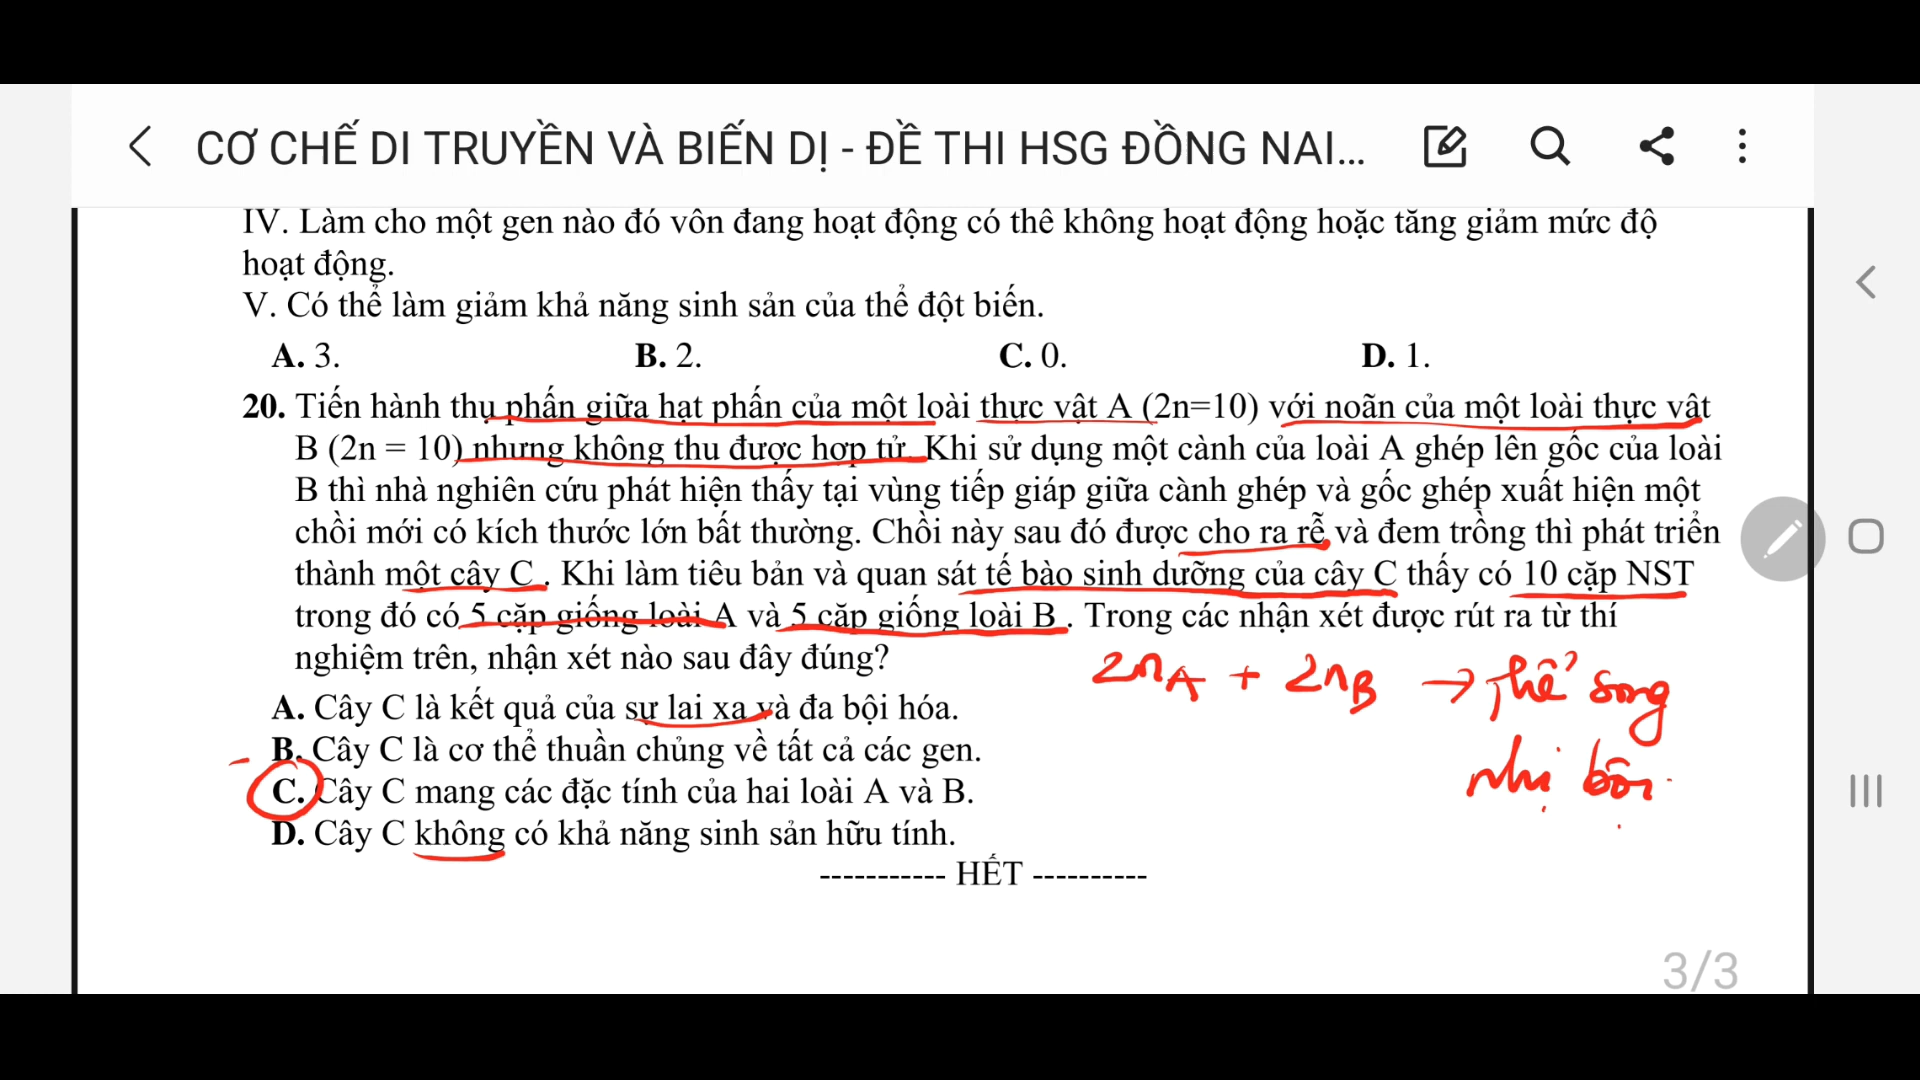 CƠ CHẾ DI TRUYỀN VÀ BIẾN DỊ - ĐỀ THI HSG ĐỒNG NAI...
IV. Làm cho một gen nào đó vốn đang hoạt động có thể không hoạt động hoặc tăng giảm mức độ
hoạt động.
V. Có thể làm giảm khả năng sinh sản của thể đột biến.
A. 3. B. 2. C. 0. D. 1.
20. Tiến hành thụ phấn giữa hạt phấn của một loài thực vật A (2n=10) với noãn của một loài thực vật
B (2n = 10) nhưng không thu được hợp tử. Khi sử dụng một cành của loài A ghép lên gốc của loài
B thì nhà nghiên cứu phát hiện thấy tại vùng tiếp giáp giữa cành ghép và gốc ghép xuất hiện một
chồi mới có kích thước lớn bất thường. Chồi này sau đó được cho ra rễ và đem trồng thì phát triển
thành một cây C . Khi làm tiêu bản và quan sát tế bào sinh dưỡng của cây C thấy có 10 cặp NST
trong đó có 5 cặp giống loài A và 5 cặp giống loài B . Trong các nhận xét được rút ra từ thí
nghiệm trên, nhận xét nào sau đây đúng?
2nA + 2nB → Thể song
nhị bội
A. Cây C là kết quả của sự lai xa và đa bội hóa.
B. Cây C là cơ thể thuần chủng về tất cả các gen.
C. Cây C mang các đặc tính của hai loài A và B.
D. Cây C không có khả năng sinh sản hữu tính.
----------- HẾT ----------
3/3